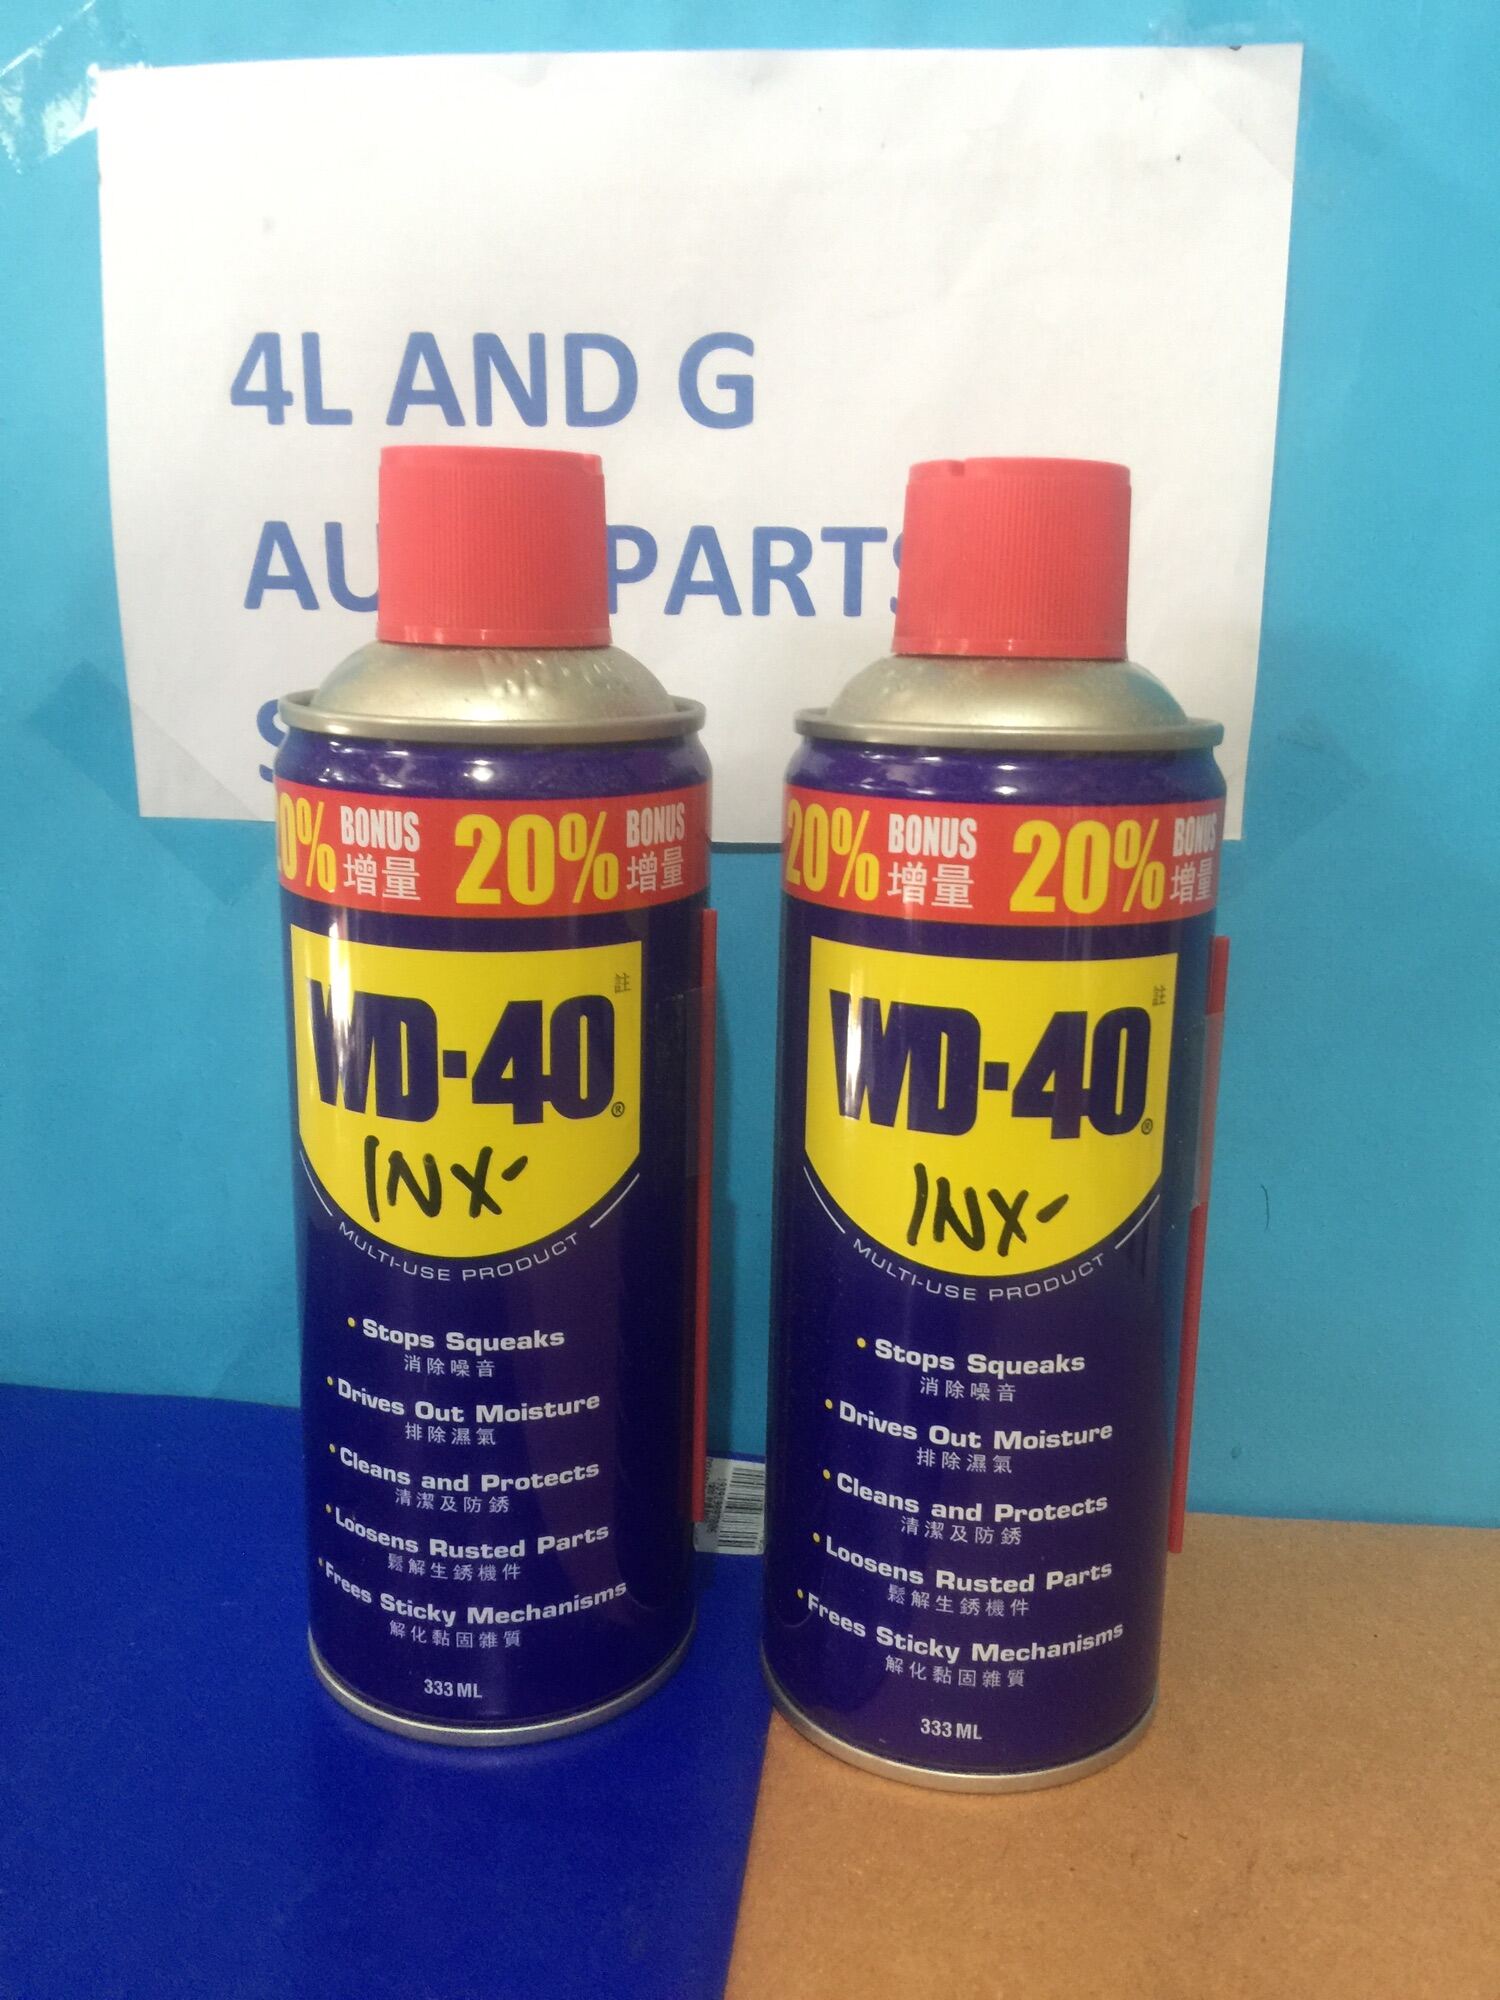 4L AND G
AU PARTS
S
0% BONUS 20% BONUS
增量 增量
WD-40®
註
INX-
MULTI-USE PRODUCT
• Stops Squeaks
消除噪音
• Drives Out Moisture
排除濕氣
• Cleans and Protects
清潔及防銹
• Loosens Rusted Parts
鬆解生銹機件
• Frees Sticky Mechanisms
解化黏固雜質
333 ML
20% BONUS 20% BONUS
增量 增量
WD-40®
註
INX-
MULTI-USE PRODUCT
• Stops Squeaks
消除噪音
• Drives Out Moisture
排除濕氣
• Cleans and Protects
清潔及防銹
• Loosens Rusted Parts
鬆解生銹機件
• Frees Sticky Mechanisms
解化黏固雜質
333 ML